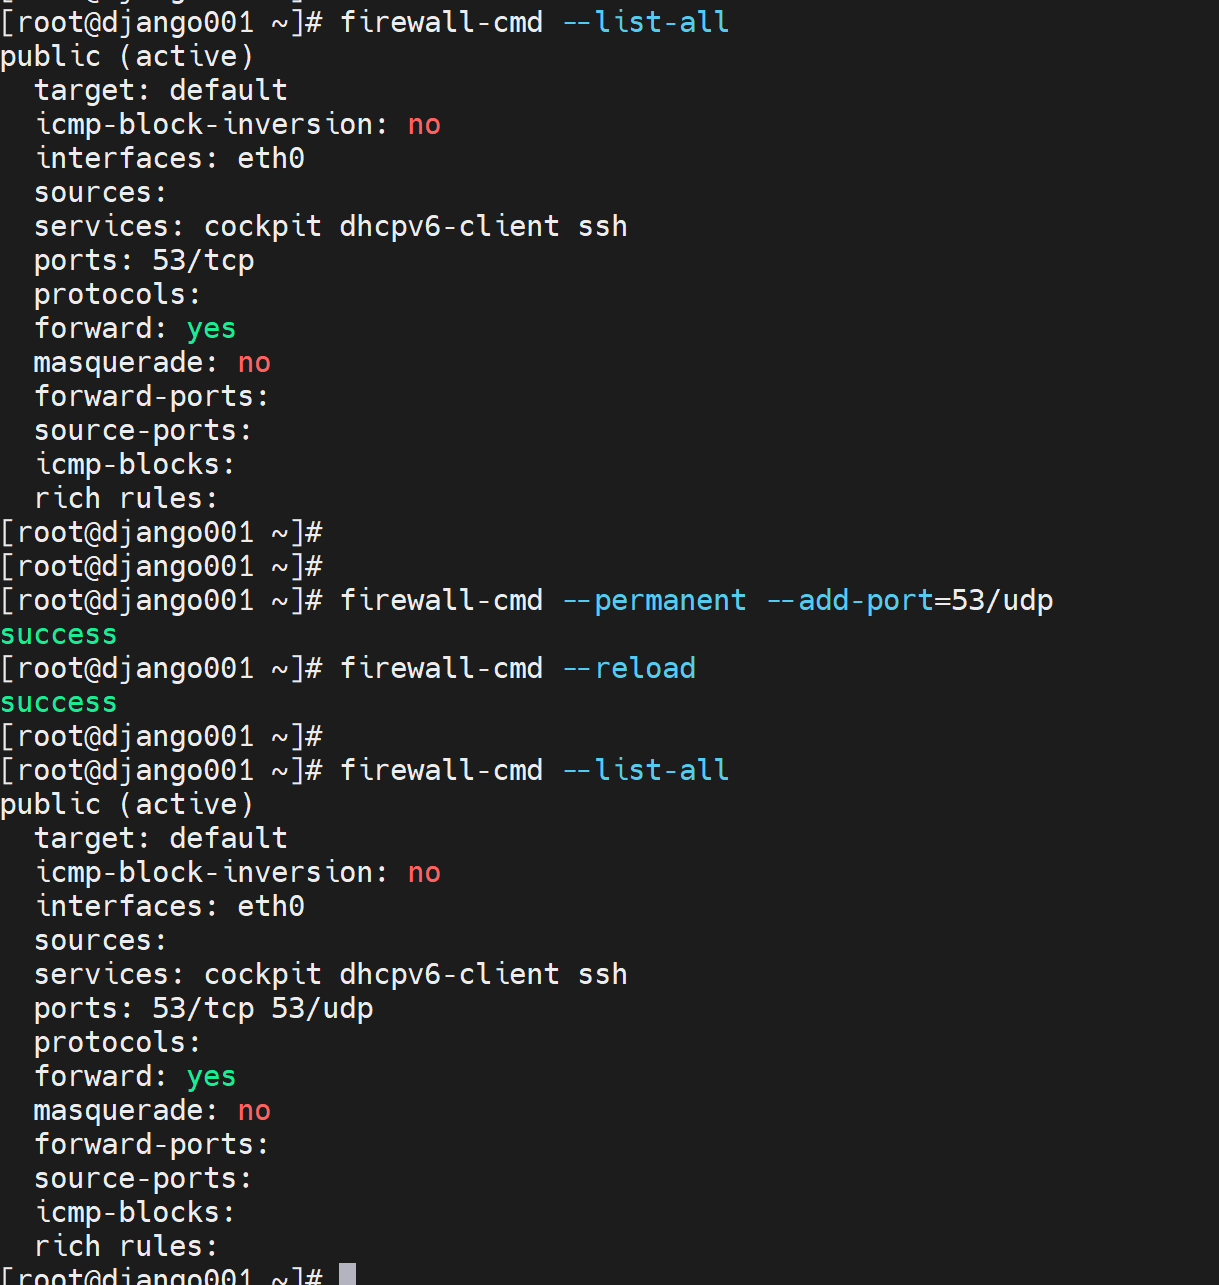 [root@django001 ~]# firewall-cmd --list-all
public (active)
  target: default
  icmp-block-inversion: no
  interfaces: eth0
  sources:
  services: cockpit dhcpv6-client ssh
  ports: 53/tcp
  protocols:
  forward: yes
  masquerade: no
  forward-ports:
  source-ports:
  icmp-blocks:
  rich rules:
[root@django001 ~]#
[root@django001 ~]#
[root@django001 ~]# firewall-cmd --permanent --add-port=53/udp
success
[root@django001 ~]# firewall-cmd --reload
success
[root@django001 ~]#
[root@django001 ~]# firewall-cmd --list-all
public (active)
  target: default
  icmp-block-inversion: no
  interfaces: eth0
  sources:
  services: cockpit dhcpv6-client ssh
  ports: 53/tcp 53/udp
  protocols:
  forward: yes
  masquerade: no
  forward-ports:
  source-ports:
  icmp-blocks:
  rich rules:
[root@django001 ~]#